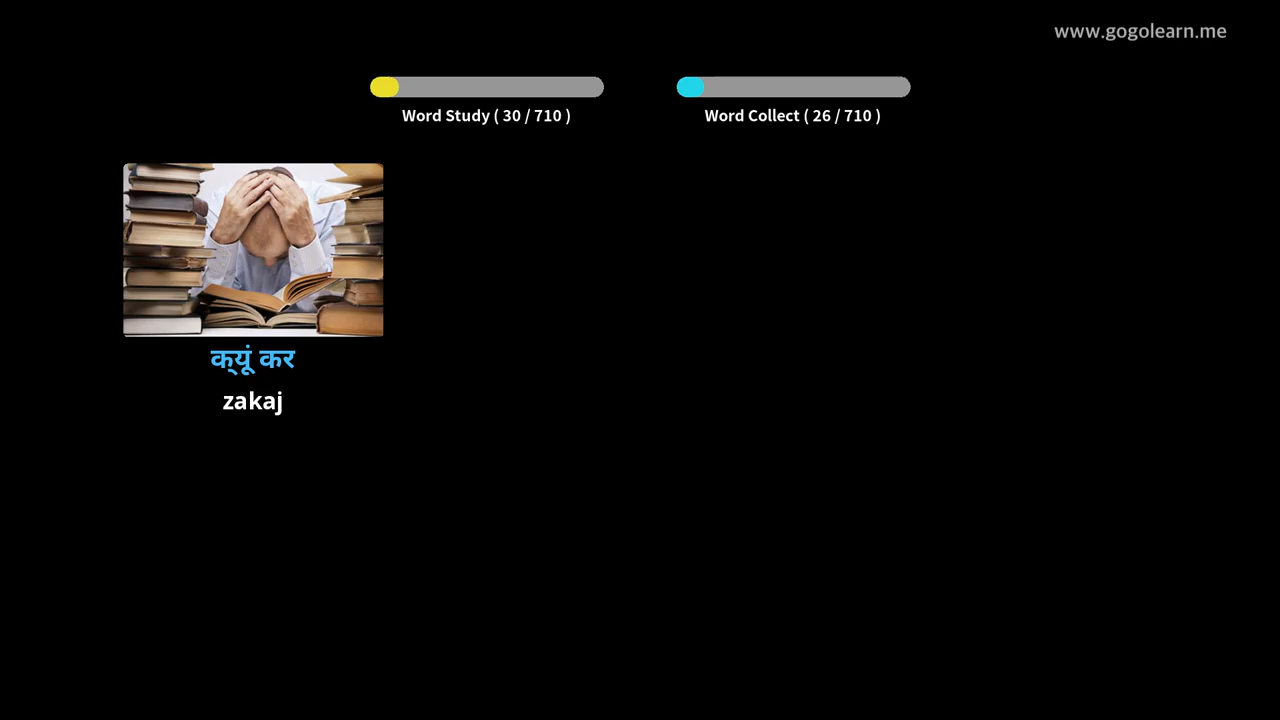 www.gogolearn.me
Word Study ( 30 / 710 )
Word Collect ( 26 / 710 )
क्यूं कर
zakaj